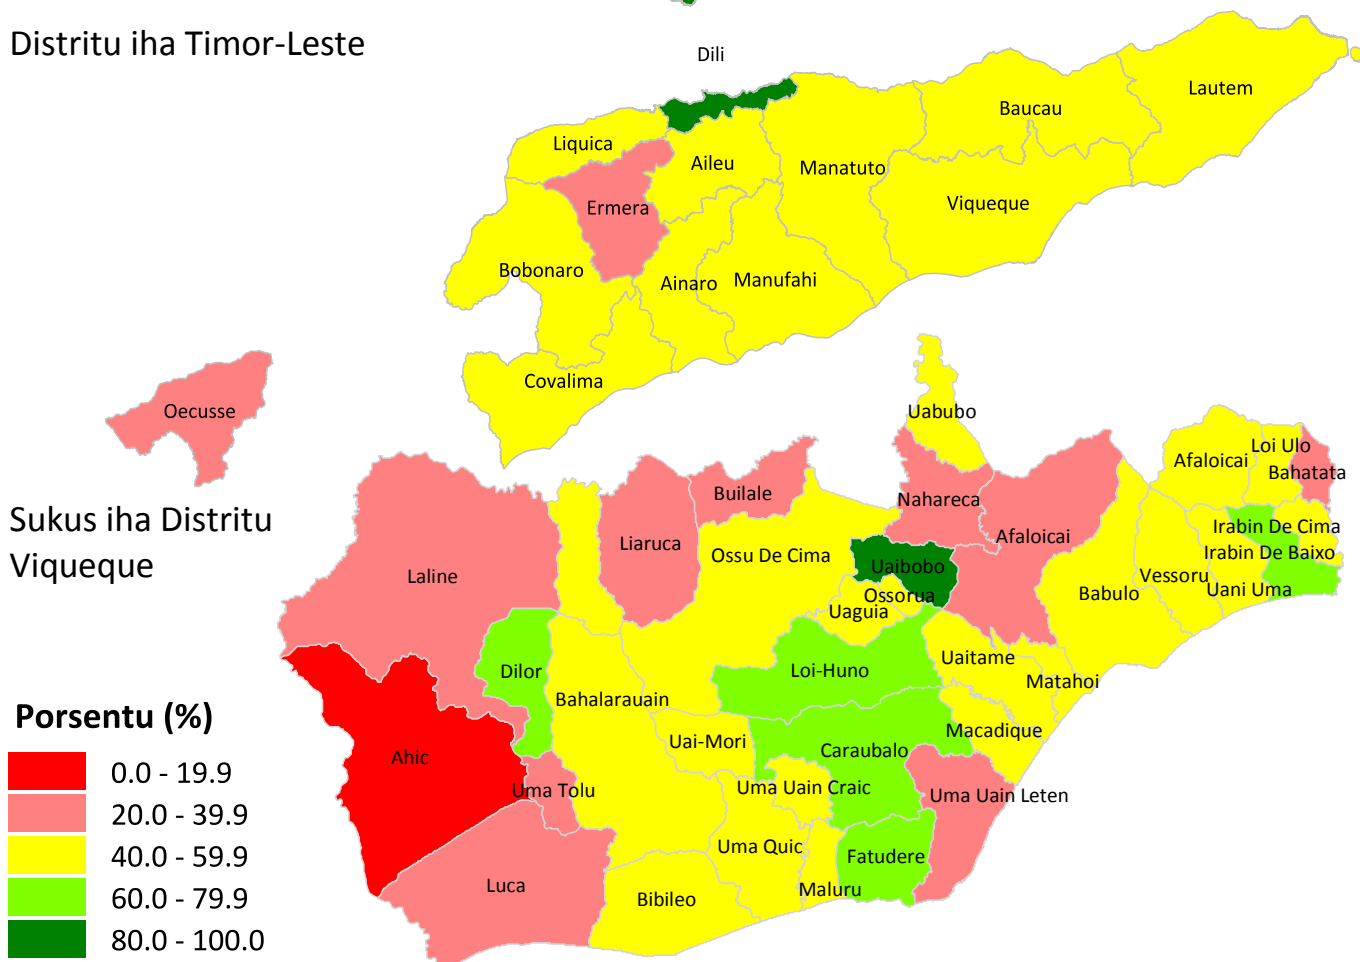 Distritu iha Timor-Leste
Dili
Lautem
Baucau
Liquica
Aileu
Manatuto
Ermera
Viqueque
Bobonaro
Ainaro
Manufahi
Covalima
Oecusse
Sukus iha Distritu
Viqueque
Uabubo
Loi Ulo
Afaloicai
Bahatata
Builale
Nahareca
Irabin De Cima
Afaloicai
Liaruca
Ossu De Cima
Irabin De Baixo
Uaibobo
Laline
Vessoru
Uani Uma
Babulo
Ossorua
Uaguia
Uaitame
Dilor
Loi-Huno
Matahoi
Bahalarauain
Macadique
Uai-Mori
Caraubalo
Ahic
Uma Tolu
Uma Uain Craic
Uma Uain Leten
Uma Quic
Fatudere
Luca
Maluru
Bibileo
Porsentu (%)
0.0 - 19.9
20.0 - 39.9
40.0 - 59.9
60.0 - 79.9
80.0 - 100.0